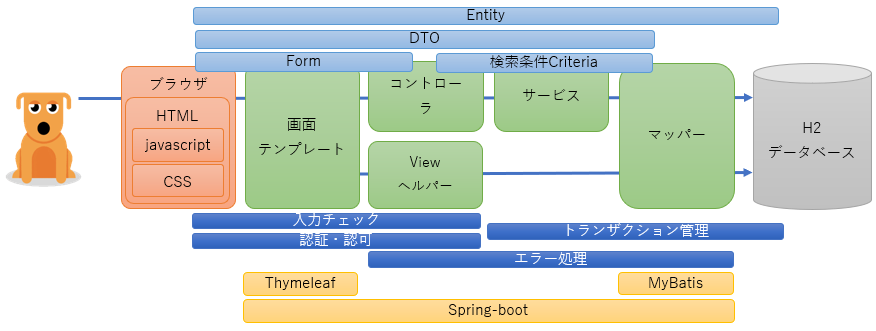 Entity
DTO
Form
検索条件Criteria
ブラウザ
HTML
javascript
CSS
画面
テンプレート
コントロー
ラ
View
ヘルパー
サービス
マッパー
H2
データベース
入力チェック
認証・認可
トランザクション管理
エラー処理
Thymeleaf
MyBatis
Spring-boot